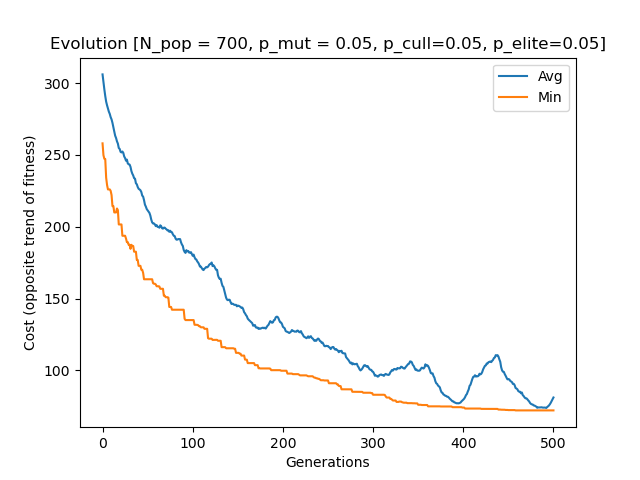 Evolution [N_pop = 700, p_mut = 0.05, p_cull=0.05, p_elite=0.05]
Avg
Min
Cost (opposite trend of fitness)
300
250
200
150
100
0 100 200 300 400 500
Generations